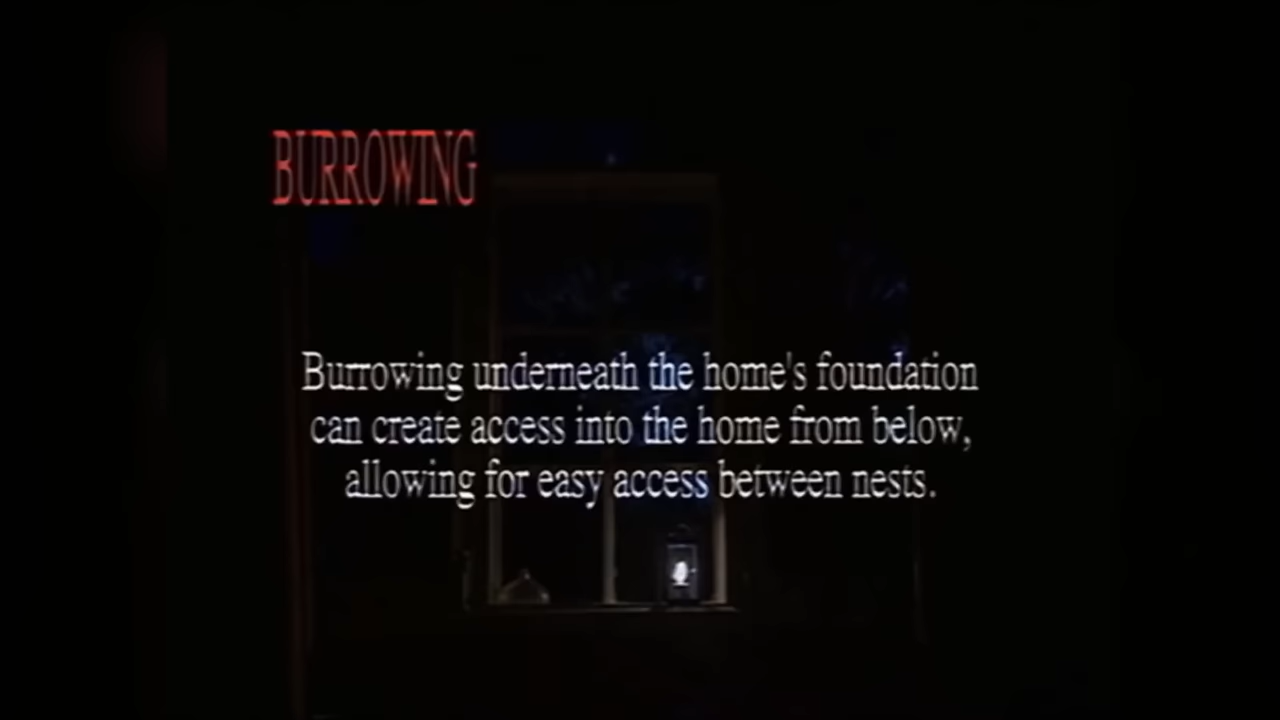 BURROWING
Burrowing underneath the home's foundation
can create access into the home from below,
allowing for easy access between nests.